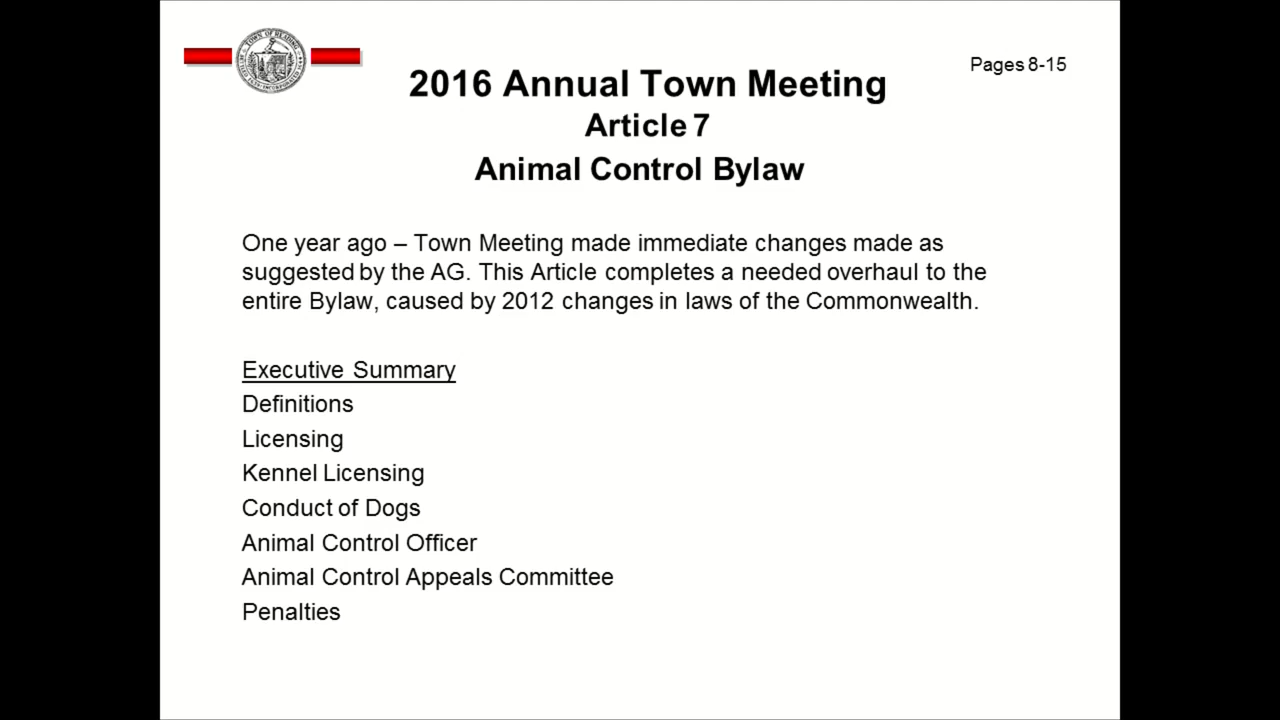 Pages 8-15
2016 Annual Town Meeting
Article 7
Animal Control Bylaw
One year ago – Town Meeting made immediate changes made as
suggested by the AG. This Article completes a needed overhaul to the
entire Bylaw, caused by 2012 changes in laws of the Commonwealth.
Executive Summary
Definitions
Licensing
Kennel Licensing
Conduct of Dogs
Animal Control Officer
Animal Control Appeals Committee
Penalties